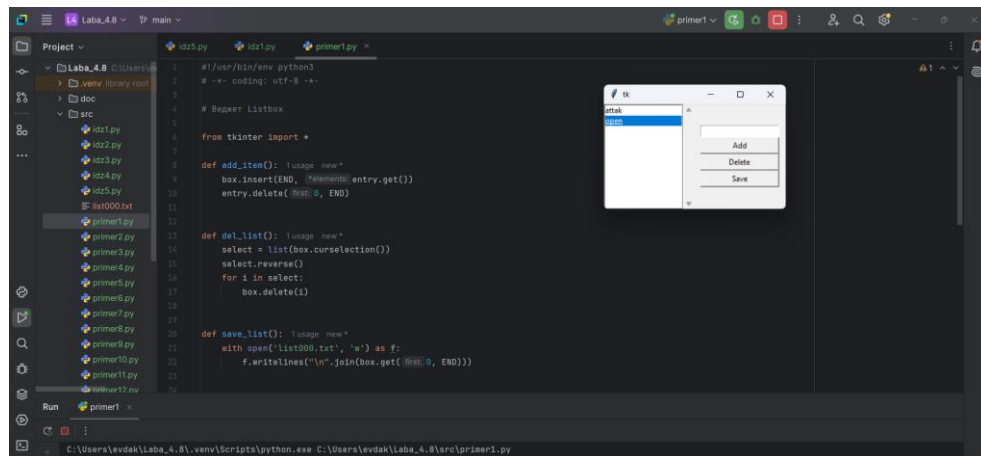 L4 Laba_4.8 main primer1
Project
idz5.py idz1.py primer1.py
Laba_4.8 C:\Users\
.venv library root
doc
src
idz1.py
idz2.py
idz3.py
idz4.py
idz5.py
list000.txt
primer1.py
primer2.py
primer3.py
primer4.py
primer5.py
primer6.py
primer7.py
primer8.py
primer9.py
primer10.py
primer11.py
primer12.py
1 #!/usr/bin/env python3
2 # -*- coding: utf-8 -*-
3
4 # Виджет Listbox
5
6 from tkinter import *
7
8 def add_item(): 1 usage new *
9 box.insert(END, *elements: entry.get())
10 entry.delete( first: 0, END)
11
12
13 def del_list(): 1 usage new *
14 select = list(box.curselection())
15 select.reverse()
16 for i in select:
17 box.delete(i)
18
19
20 def save_list(): 1 usage new *
21 with open('list000.txt', 'w') as f:
22 f.writelines("\n".join(box.get( first: 0, END)))
23
24
1
tk
attak
open
Add
Delete
Save
Run primer1
C:\Users\evdak\Laba_4.8\.venv\Scripts\python.exe C:\Users\evdak\Laba_4.8\src\primer1.py